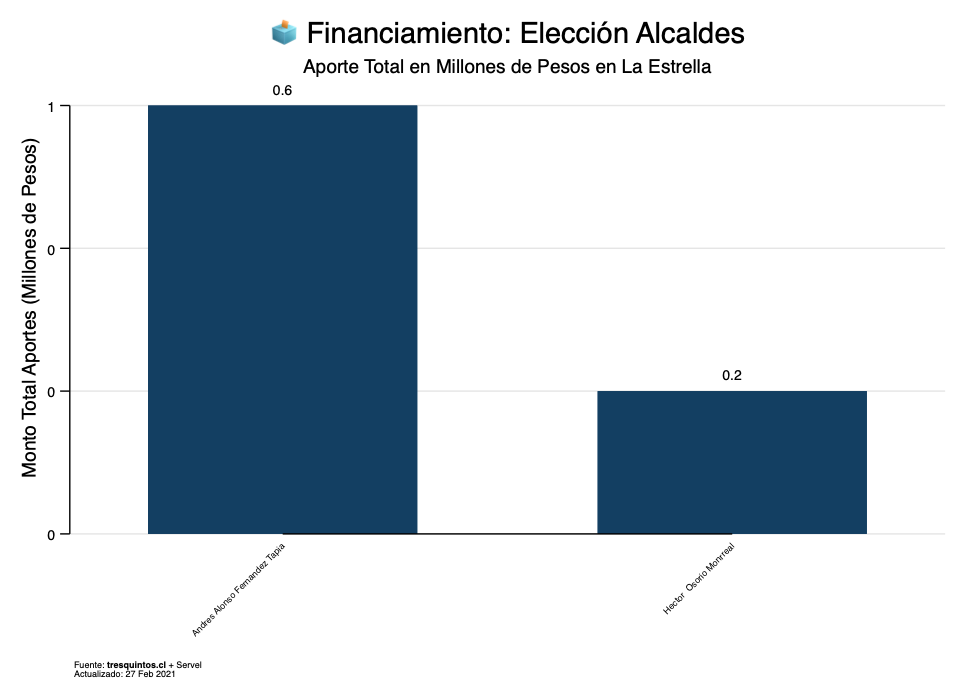 Financiamiento: Elección Alcaldes
Aporte Total en Millones de Pesos en La Estrella
Monto Total Aportes (Millones de Pesos)
1
0
0
0
0.6
0.2
Andres Alonso Fernandez Tapia
Hector Osorio Monrreal
Fuente: tresquintos.cl + Servel
Actualizado: 27 Feb 2021